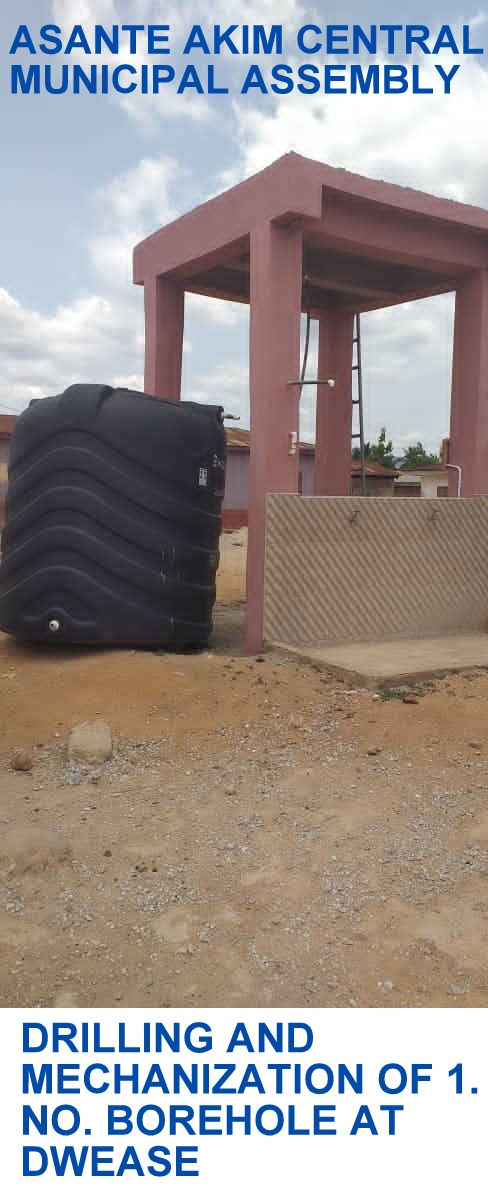 ASANTE AKIM CENTRAL
MUNICIPAL ASSEMBLY
DRILLING AND
MECHANIZATION OF 1.
NO. BOREHOLE AT
DWEASE